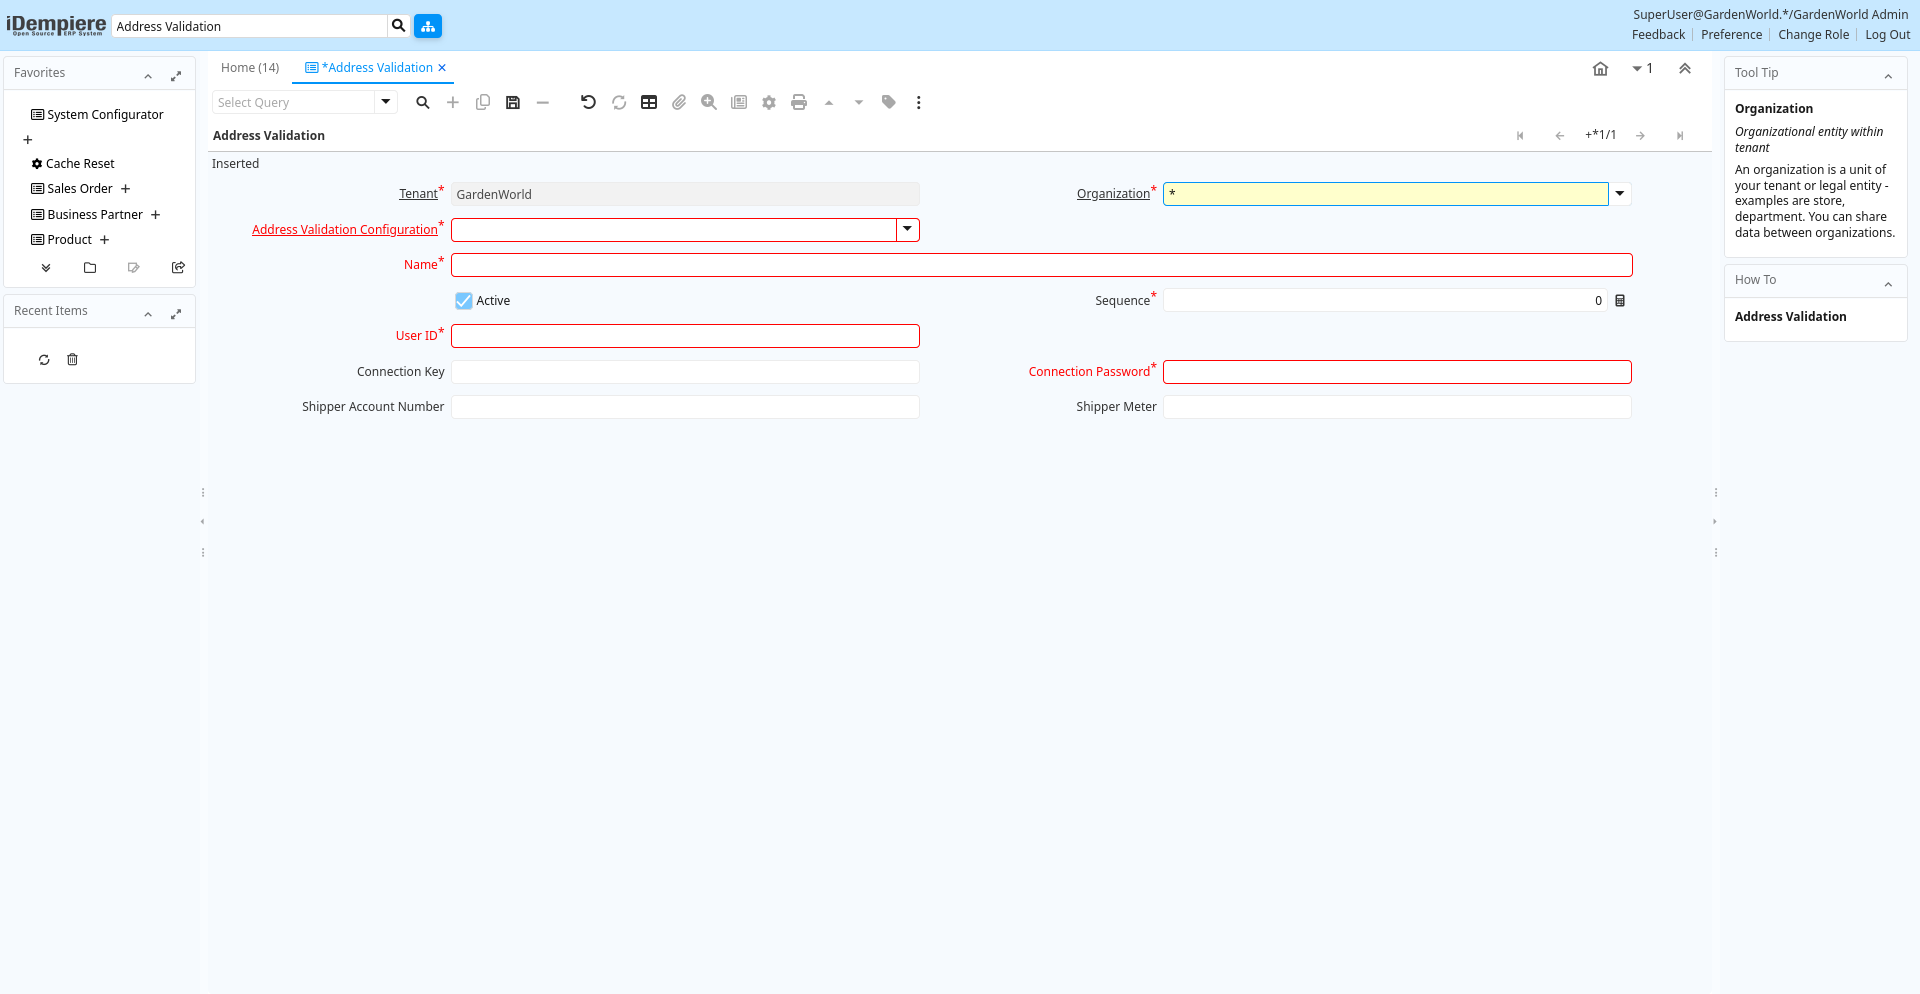 iDempiere
Open Source ERP System
Address Validation
SuperUser@GardenWorld.*/GardenWorld Admin
Feedback
Preference
Change Role
Log Out
Favorites
System Configurator
Cache Reset
Sales Order
Business Partner
Product
Recent Items
Home (14)
*Address Validation
1
Select Query
Address Validation
+*1/1
Inserted
Tenant*
GardenWorld
Organization*
*
Address Validation Configuration*
Name*
Active
Sequence*
0
User ID*
Connection Key
Connection Password*
Shipper Account Number
Shipper Meter
Tool Tip
Organization
Organizational entity within
tenant
An organization is a unit of
your tenant or legal entity -
examples are store,
department. You can share
data between organizations.
How To
Address Validation